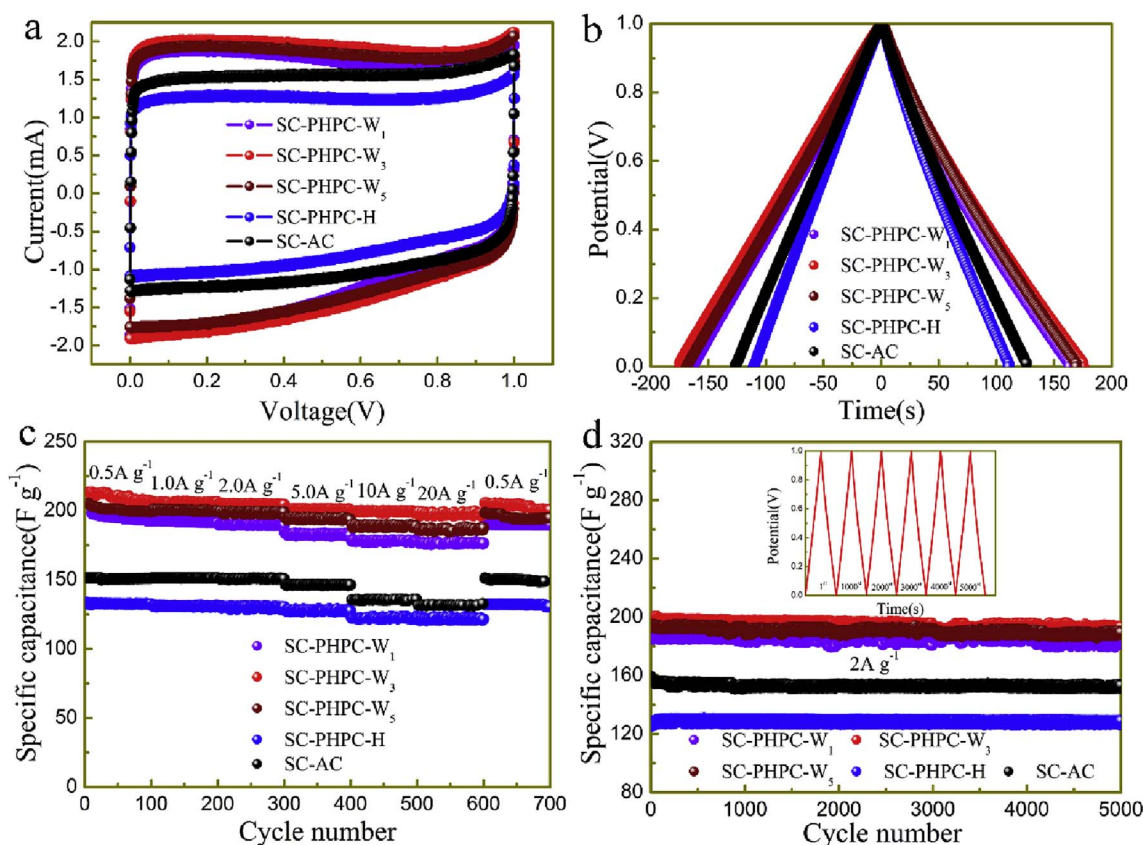 a
2.0
1.5
1.0
0.5
0.0
-0.5
-1.0
-1.5
-2.0
Current(mA)
SC-PHPC-W₁
SC-PHPC-W₃
SC-PHPC-W₅
SC-PHPC-H
SC-AC
0.0 0.2 0.4 0.6 0.8 1.0
Voltage(V)
b
1.0
0.8
0.6
0.4
0.2
0.0
Potential(V)
SC-PHPC-W₁
SC-PHPC-W₃
SC-PHPC-W₅
SC-PHPC-H
SC-AC
-200 -150 -100 -50 0 50 100 150 200
Time(s)
c
250
200
150
100
50
0
Specific capacitance(F g⁻¹)
0.5A g⁻¹ 1.0A g⁻¹ 2.0A g⁻¹ 5.0A g⁻¹ 10A g⁻¹ 20A g⁻¹ 0.5A g⁻¹
SC-PHPC-W₁
SC-PHPC-W₃
SC-PHPC-W₅
SC-PHPC-H
SC-AC
0 100 200 300 400 500 600 700
Cycle number
d
320
280
240
200
160
120
80
Specific capacitance(F g⁻¹)
1.0
0.8
0.6
0.4
0.2
0.0
Potential(V)
1ˢᵗ 1000ˢᵗ 2000ˢᵗ 3000ˢᵗ 4000ˢᵗ 5000ˢᵗ
Time(s)
2A g⁻¹
SC-PHPC-W₁ SC-PHPC-W₃
SC-PHPC-W₅ SC-PHPC-H SC-AC
0 1000 2000 3000 4000 5000
Cycle number